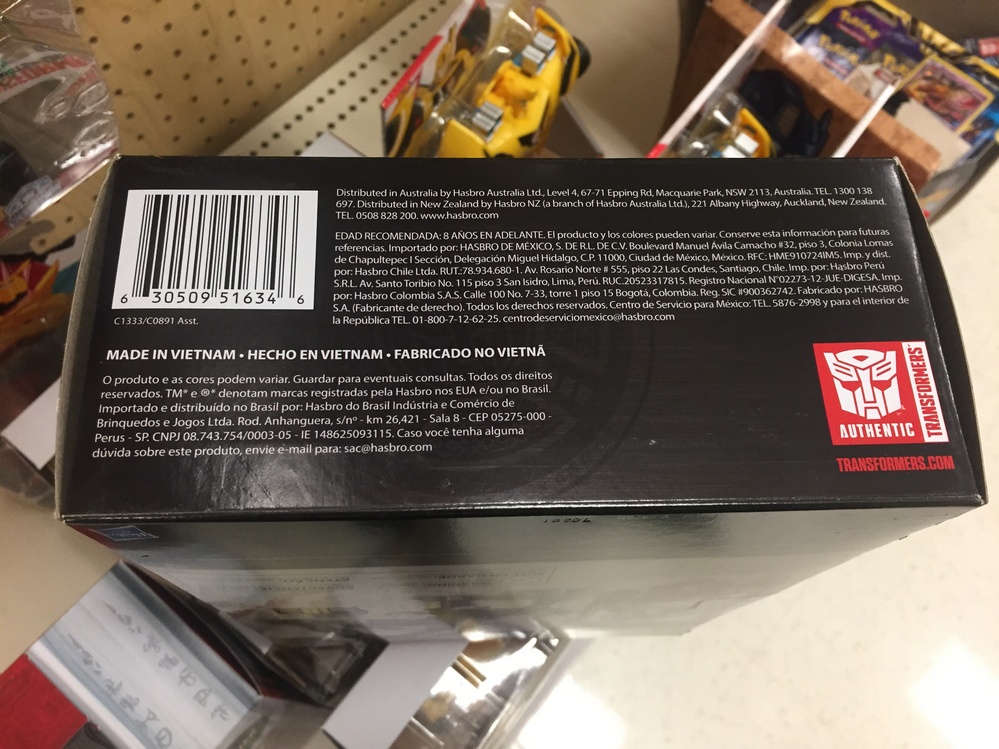 6 30509 51634 6
C1333/C0891 Asst.
Distributed in Australia by Hasbro Australia Ltd., Level 4, 67-71 Epping Rd, Macquarie Park, NSW 2113, Australia. TEL. 1300 138
697. Distributed in New Zealand by Hasbro NZ (a branch of Hasbro Australia Ltd.), 221 Albany Highway, Auckland, New Zealand.
TEL. 0508 828 200. www.hasbro.com
EDAD RECOMENDADA: 8 AÑOS EN ADELANTE. El producto y los colores pueden variar. Conserve esta información para futuras
referencias. Importado por: HASBRO DE MÉXICO, S. DE R.L. DE C.V. Boulevard Manuel Ávila Camacho #32, piso 3, Colonia Lomas
de Chapultepec I Sección, Delegación Miguel Hidalgo, C.P. 11000, Ciudad de México, México. RFC: HME910724IM5. Imp. y dist.
por: Hasbro Chile Ltda. RUT.:78.934.680-1. Av. Rosario Norte # 555, piso 22 Las Condes, Santiago, Chile. Imp. por: Hasbro Perú
S.R.L. Av. Santo Toribio No. 115 piso 3 San Isidro, Lima, Perú. RUC.20523317815. Registro Nacional N°02273-12-JUE-DIGESA. Imp.
por: Hasbro Colombia S.A.S. Calle 100 No. 7-33, torre 1 piso 15 Bogotá, Colombia. Reg. SIC #900362742. Fabricado por: HASBRO
S.A. (Fabricante de derecho). Todos los derechos reservados. Centro de Servicio para México: TEL. 5876-2998 y para el interior de
la República TEL. 01-800-7-12-62-25. centrodeserviciomexico@hasbro.com
MADE IN VIETNAM • HECHO EN VIETNAM • FABRICADO NO VIETNÃ
O produto e as cores podem variar. Guardar para eventuais consultas. Todos os direitos
reservados. TM* e ®* denotam marcas registradas pela Hasbro nos EUA e/ou no Brasil.
Importado e distribuído no Brasil por: Hasbro do Brasil Indústria e Comércio de
Brinquedos e Jogos Ltda. Rod. Anhanguera, s/nº - km 26,421 - Sala 8 - CEP 05275-000 -
Perus - SP. CNPJ 08.743.754/0003-05 - IE 148625093115. Caso você tenha alguma
dúvida sobre este produto, envie e-mail para: sac@hasbro.com
AUTHENTIC
TRANSFORMERS
TRANSFORMERS.COM
Pokémon